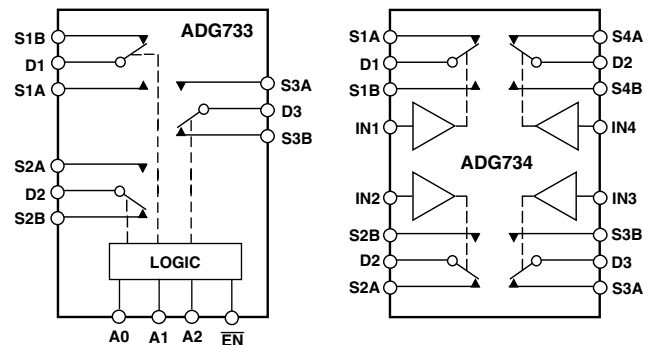 ADG733
S1B
D1
S1A
S3A
D3
S3B
S2A
D2
S2B
LOGIC
A0 A1 A2 EN
S1A
D1
S1B
IN1
S4A
D2
S4B
IN4
ADG734
IN2
S2B
D2
S2A
IN3
S3B
D3
S3A